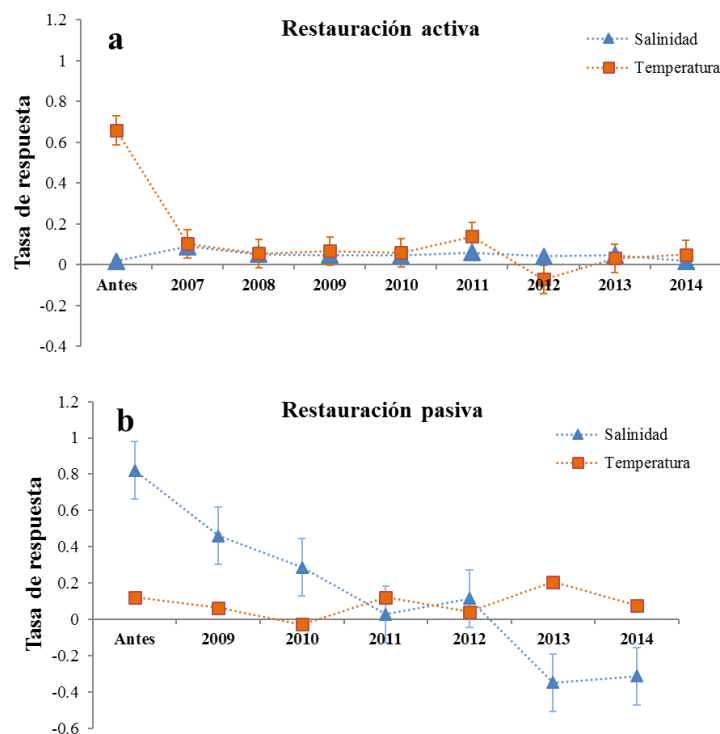 a
Restauración activa
Salinidad
Temperatura
Tasa de respuesta
1.2
1
0.8
0.6
0.4
0.2
0
-0.2
-0.4
Antes 2007 2008 2009 2010 2011 2012 2013 2014
b
Restauración pasiva
Salinidad
Temperatura
Tasa de respuesta
1.2
1
0.8
0.6
0.4
0.2
0
-0.2
-0.4
-0.6
Antes 2009 2010 2011 2012 2013 2014